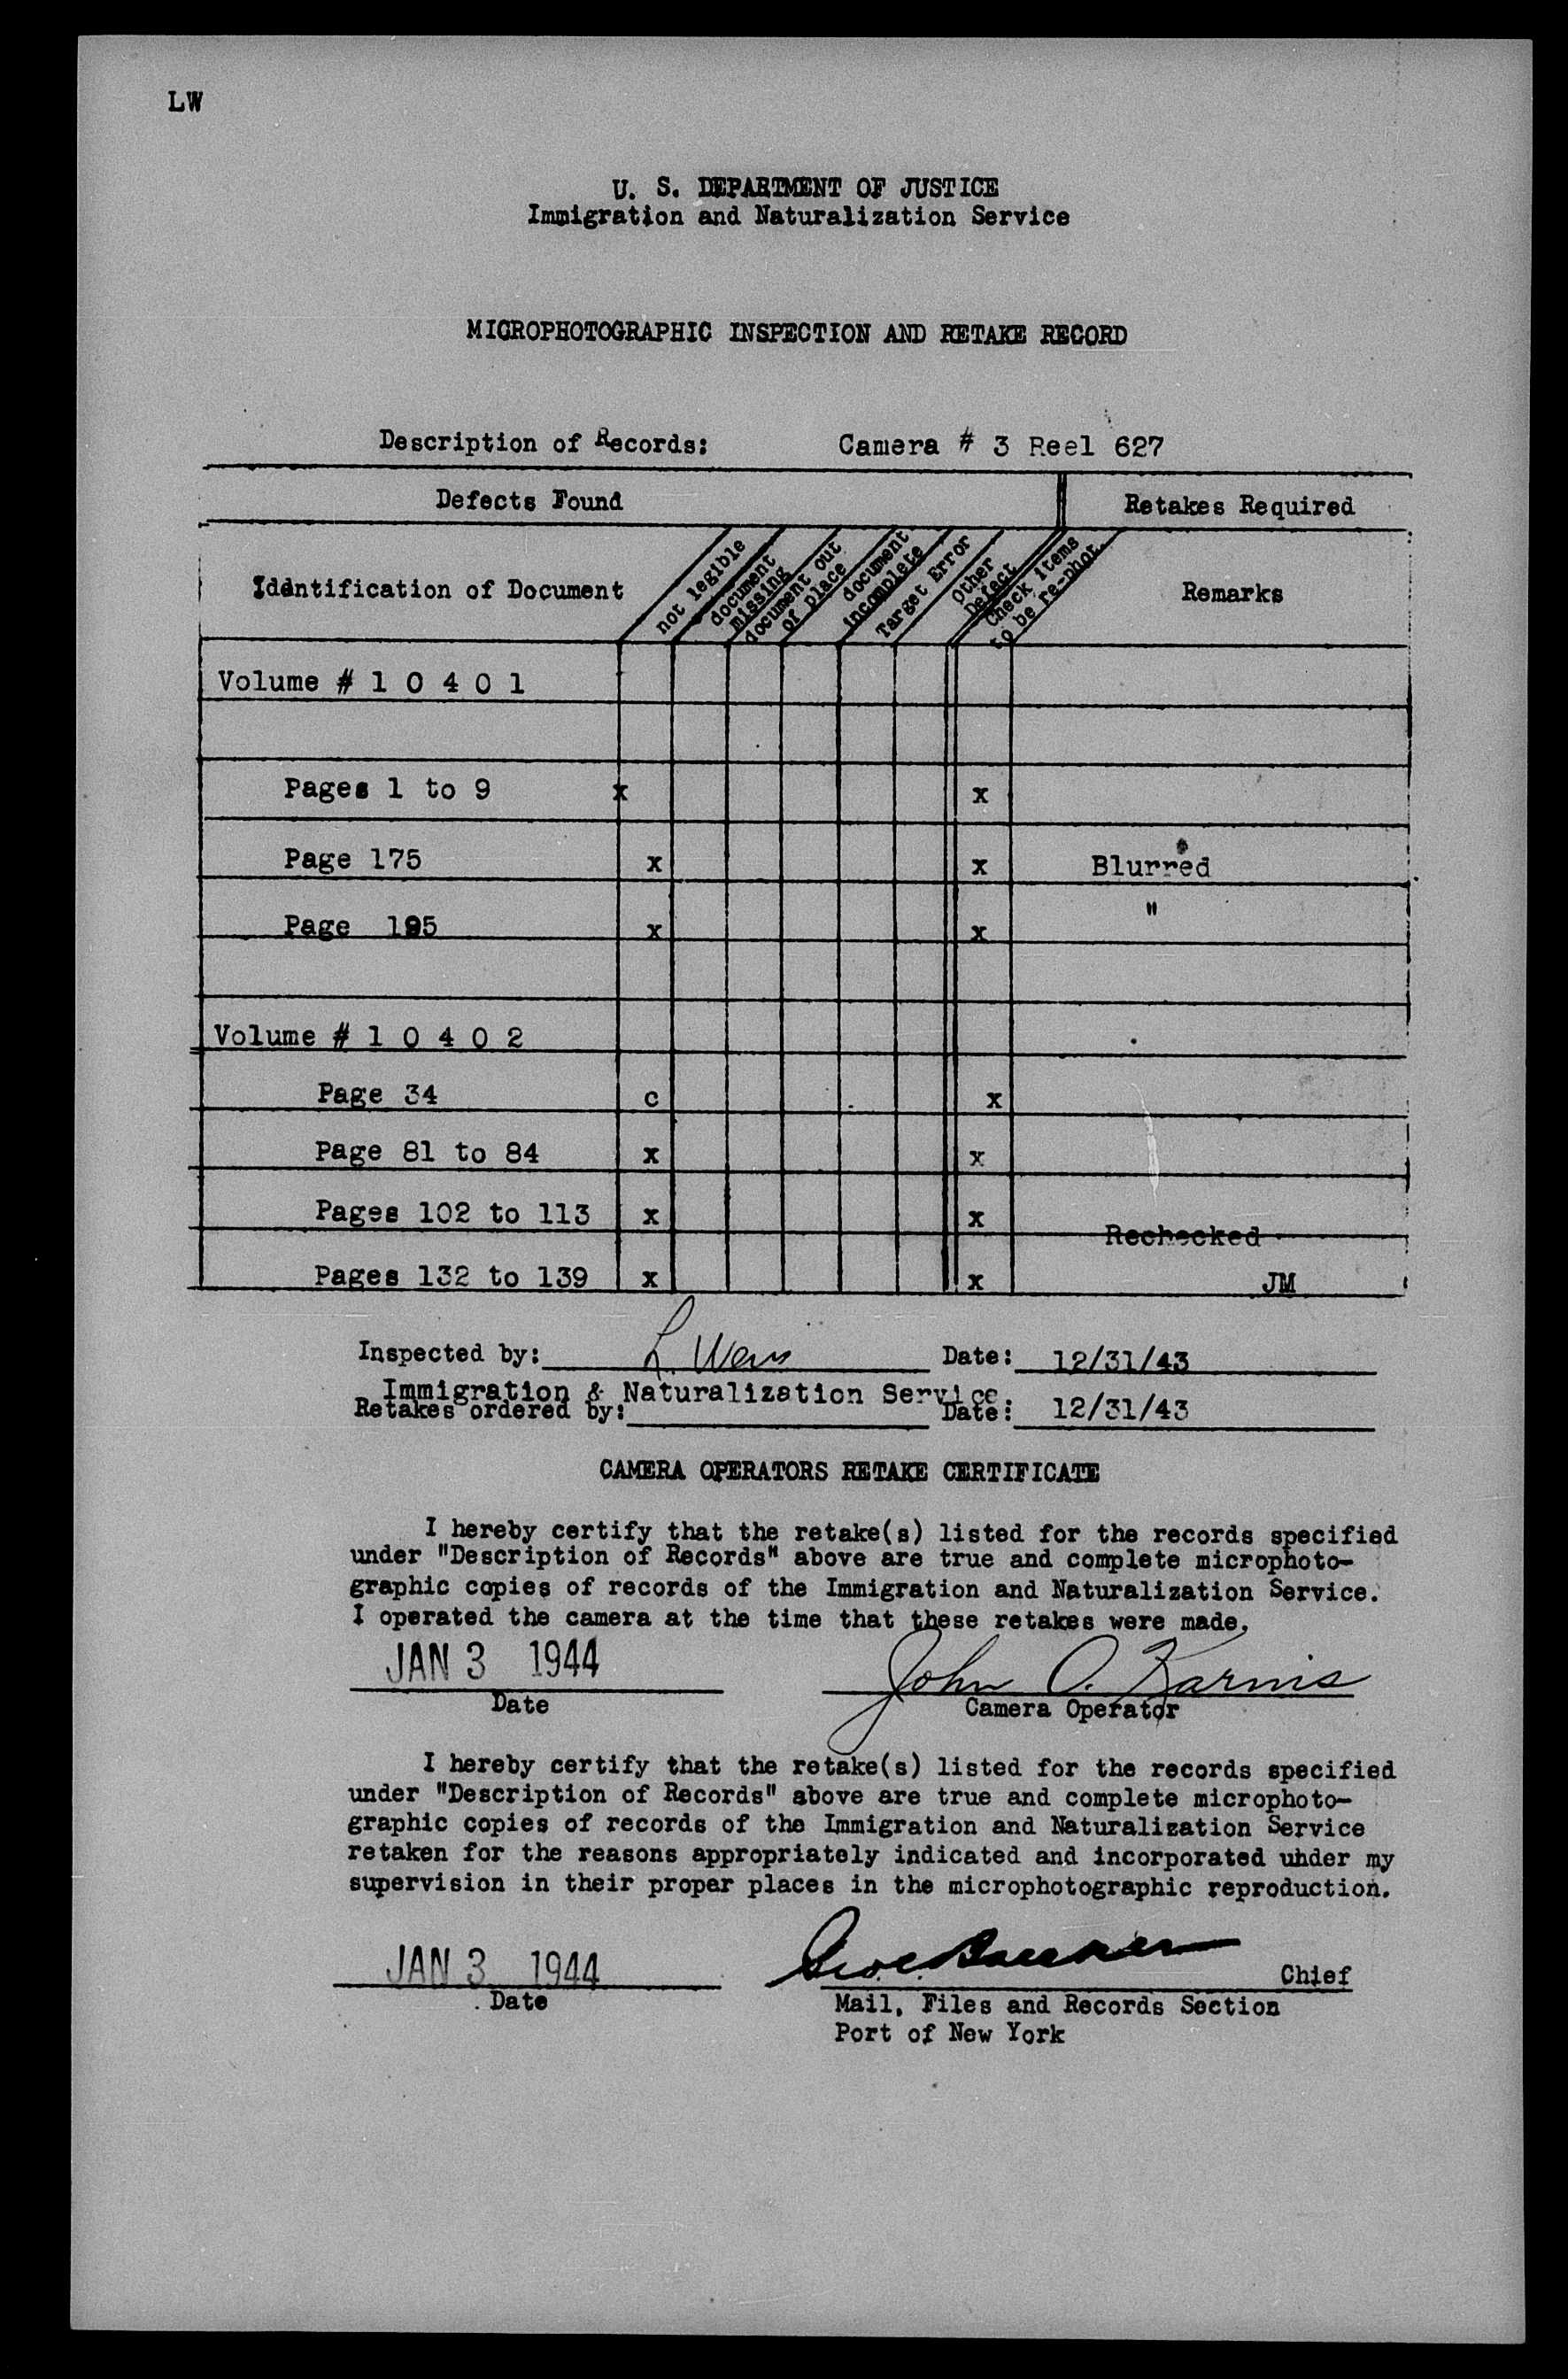 LW
U. S. DEPARTMENT OF JUSTICE
Immigration and Naturalization Service
MICROPHOTOGRAPHIC INSPECTION AND RETAKE RECORD
Description of Records: Camera # 3 Reel 627
Defects Found Retakes Required
Identification of Document
not legible
document
missing
document out
of place
document
incomplete
Target Error
Other
Defect
Check items
to be re-phot.
Remarks
Volume # 1 0 4 0 1
Pages 1 to 9 x x
Page 175 x x Blurred
Page 195 x x "
Volume # 1 0 4 0 2
Page 34 c x
Page 81 to 84 x x
Pages 102 to 113 x x Rechecked
Pages 132 to 139 x x JM
Inspected by: L. Weis Date: 12/31/43
Immigration & Naturalization Service.
Retakes ordered by: Date: 12/31/43
CAMERA OPERATORS RETAKE CERTIFICATE
I hereby certify that the retake(s) listed for the records specified
under "Description of Records" above are true and complete microphoto-
graphic copies of records of the Immigration and Naturalization Service.
I operated the camera at the time that these retakes were made.
JAN 3 1944 John O. Karnis
Date Camera Operator
I hereby certify that the retake(s) listed for the records specified
under "Description of Records" above are true and complete microphoto-
graphic copies of records of the Immigration and Naturalization Service
retaken for the reasons appropriately indicated and incorporated under my
supervision in their proper places in the microphotographic reproduction.
JAN 3 1944 Chief
Date Mail, Files and Records Section
Port of New York